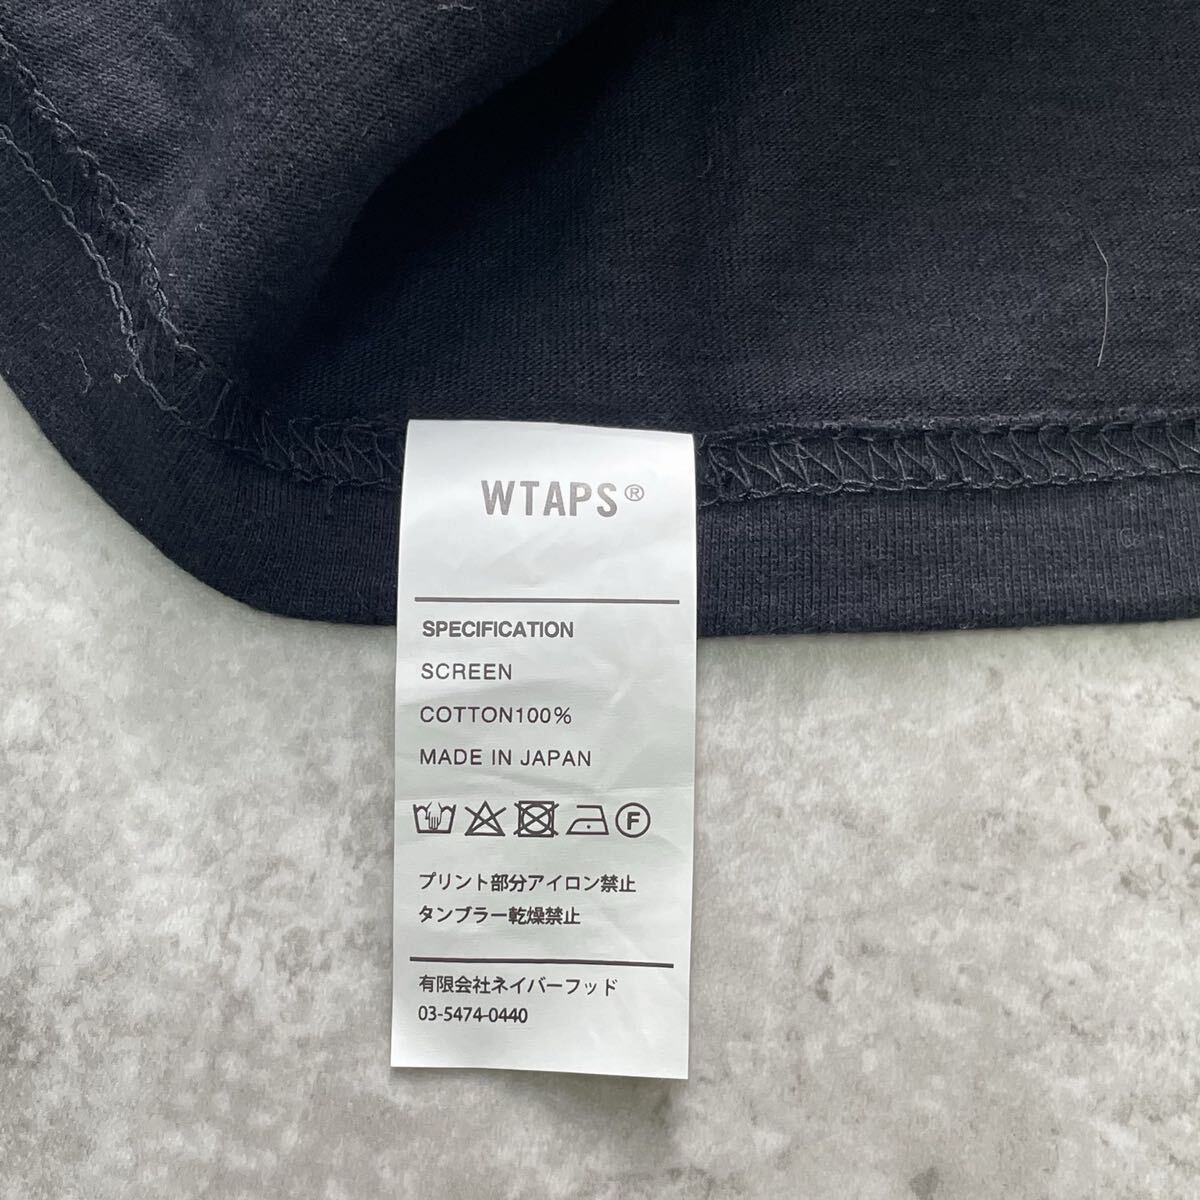 WTAPS®
SPECIFICATION
SCREEN
COTTON100%
MADE IN JAPAN
F
プリント部分アイロン禁止
タンブラー乾燥禁止
有限会社ネイバーフッド
03-5474-0440